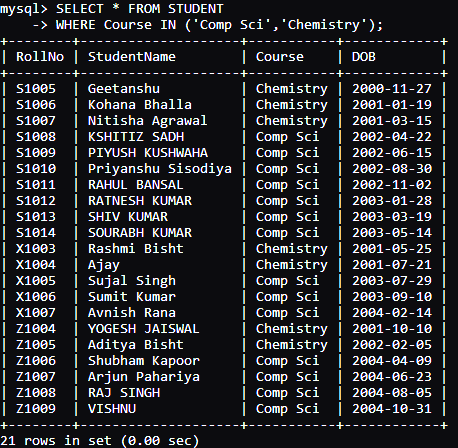 mysql> SELECT * FROM STUDENT
    -> WHERE Course IN ('Comp Sci','Chemistry');
+--------+-------------------+-----------+------------+
| RollNo | StudentName       | Course    | DOB        |
+--------+-------------------+-----------+------------+
| S1005  | Geetanshu         | Chemistry | 2000-11-27 |
| S1006  | Kohana Bhalla     | Chemistry | 2001-01-19 |
| S1007  | Nitisha Agrawal   | Chemistry | 2001-03-15 |
| S1008  | KSHITIZ SADH      | Comp Sci  | 2002-04-22 |
| S1009  | PIYUSH KUSHWAHA   | Comp Sci  | 2002-06-15 |
| S1010  | Priyanshu Sisodiya | Comp Sci  | 2002-08-30 |
| S1011  | RAHUL BANSAL      | Comp Sci  | 2002-11-02 |
| S1012  | RATNESH KUMAR     | Comp Sci  | 2003-01-28 |
| S1013  | SHIV KUMAR        | Comp Sci  | 2003-03-19 |
| S1014  | SOURABH KUMAR     | Comp Sci  | 2003-05-14 |
| X1003  | Rashmi Bisht      | Chemistry | 2001-05-25 |
| X1004  | Ajay              | Chemistry | 2001-07-21 |
| X1005  | Sujal Singh       | Comp Sci  | 2003-07-29 |
| X1006  | Sumit Kumar       | Comp Sci  | 2003-09-10 |
| X1007  | Avnish Rana       | Comp Sci  | 2004-02-14 |
| Z1004  | YOGESH JAISWAL    | Chemistry | 2001-10-10 |
| Z1005  | Aditya Bisht      | Chemistry | 2002-02-05 |
| Z1006  | Shubham Kapoor    | Comp Sci  | 2004-04-09 |
| Z1007  | Arjun Pahariya    | Comp Sci  | 2004-06-23 |
| Z1008  | RAJ SINGH         | Comp Sci  | 2004-08-05 |
| Z1009  | VISHNU            | Comp Sci  | 2004-10-31 |
+--------+-------------------+-----------+------------+
21 rows in set (0.00 sec)